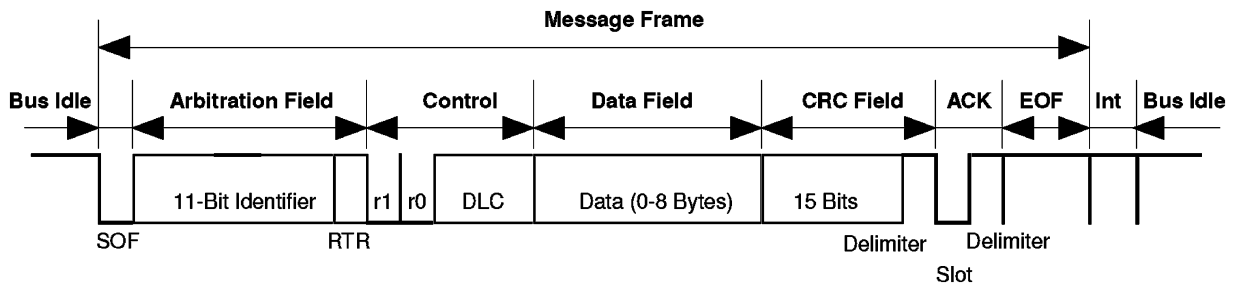 Message Frame
Bus Idle Arbitration Field Control Data Field CRC Field ACK EOF Int Bus Idle
11-Bit Identifier r1 r0 DLC Data (0-8 Bytes) 15 Bits
SOF RTR Delimiter Delimiter
Slot